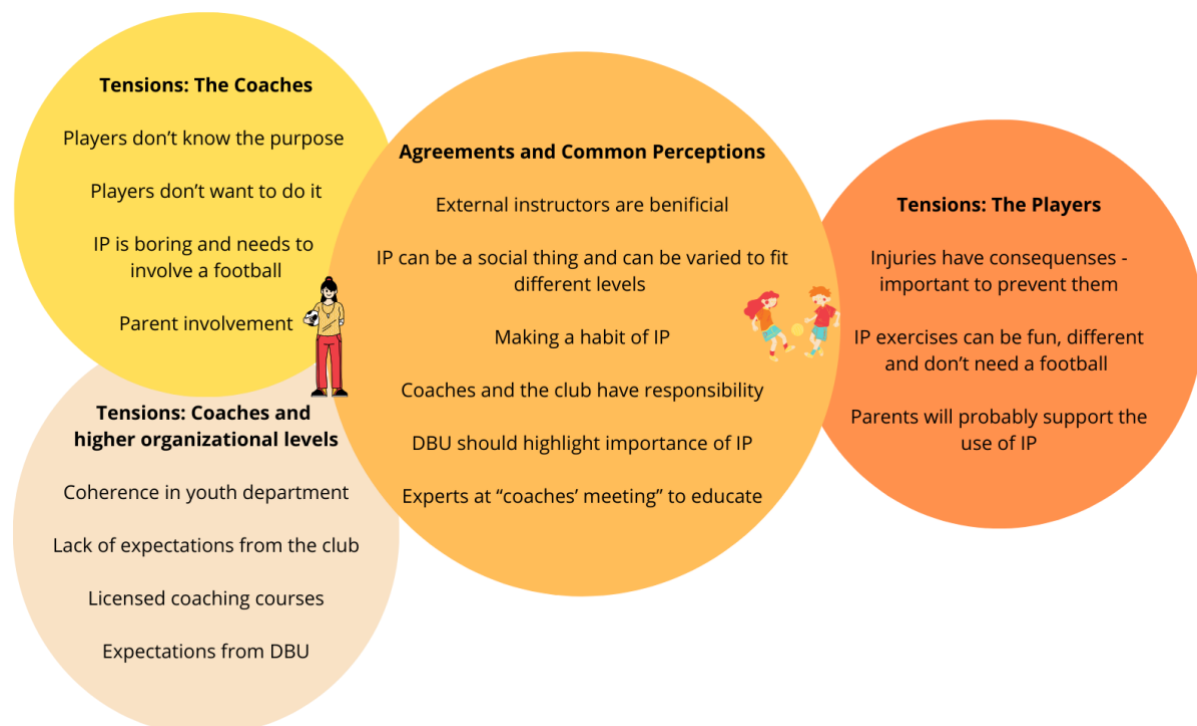 Tensions: The Coaches
Players don’t know the purpose
Players don’t want to do it
IP is boring and needs to
involve a football
Parent involvement
Tensions: Coaches and
higher organizational levels
Coherence in youth department
Lack of expectations from the club
Licensed coaching courses
Expectations from DBU
Agreements and Common Perceptions
External instructors are benificial
IP can be a social thing and can be varied to fit
different levels
Making a habit of IP
Coaches and the club have responsibility
DBU should highlight importance of IP
Experts at “coaches’ meeting” to educate
Tensions: The Players
Injuries have consequenses -
important to prevent them
IP exercises can be fun, different
and don’t need a football
Parents will probably support the
use of IP